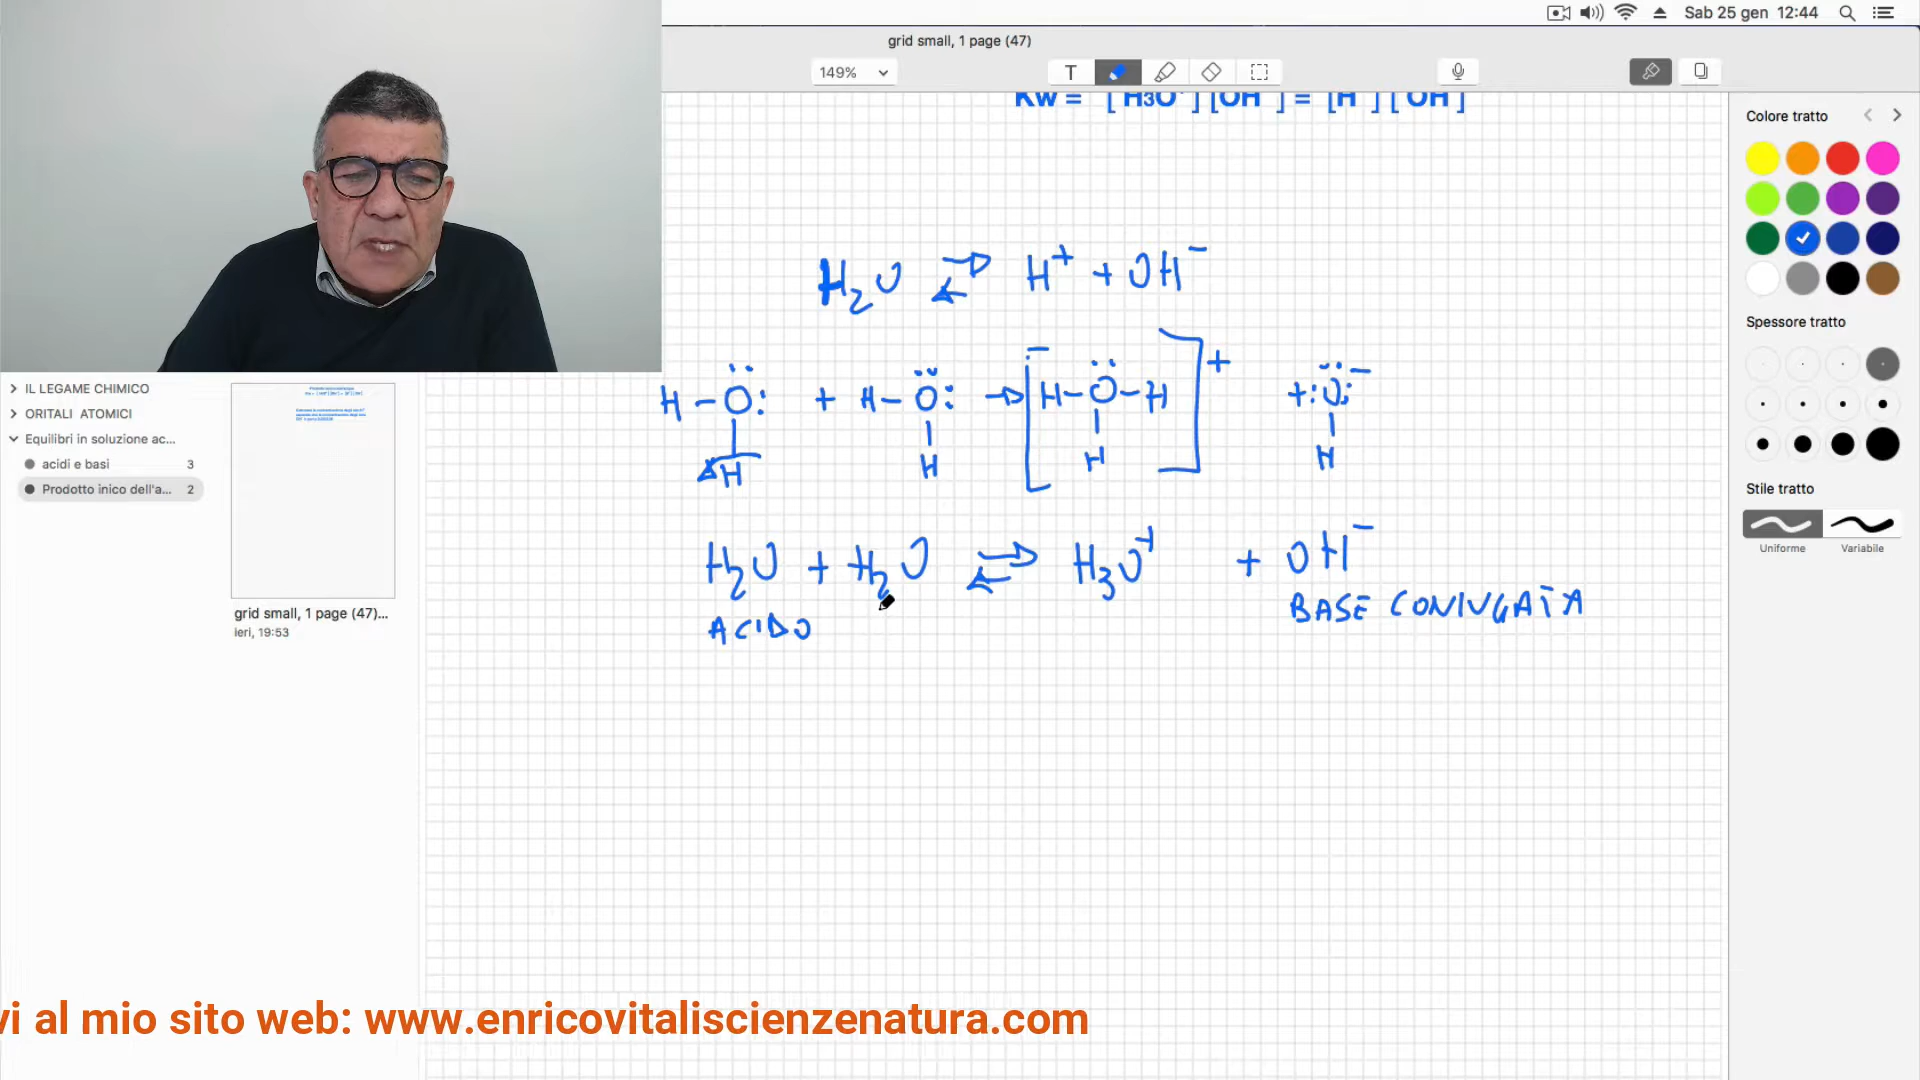 Sab 25 gen 12:44
grid small, 1 page (47)
149%
T
Kw = [ H3O+ ] [OH- ] = [H+ ] [ OH- ]
H2O ⇄ H+ + OH-
H-O: + H-O: → [H-O-H]+ + :O:-
H H H H
H2O + H2O ⇄ H3O+ + OH-
ACIDO BASE CONIUGATA
IL LEGAME CHIMICO
ORITALI ATOMICI
Equilibri in soluzione ac...
acidi e basi 3
Prodotto inico dell'a... 2
grid small, 1 page (47)...
ieri, 19:53
Colore tratto
Spessore tratto
Stile tratto
Uniforme Variabile
vi al mio sito web: www.enricovitaliscienzenatura.com